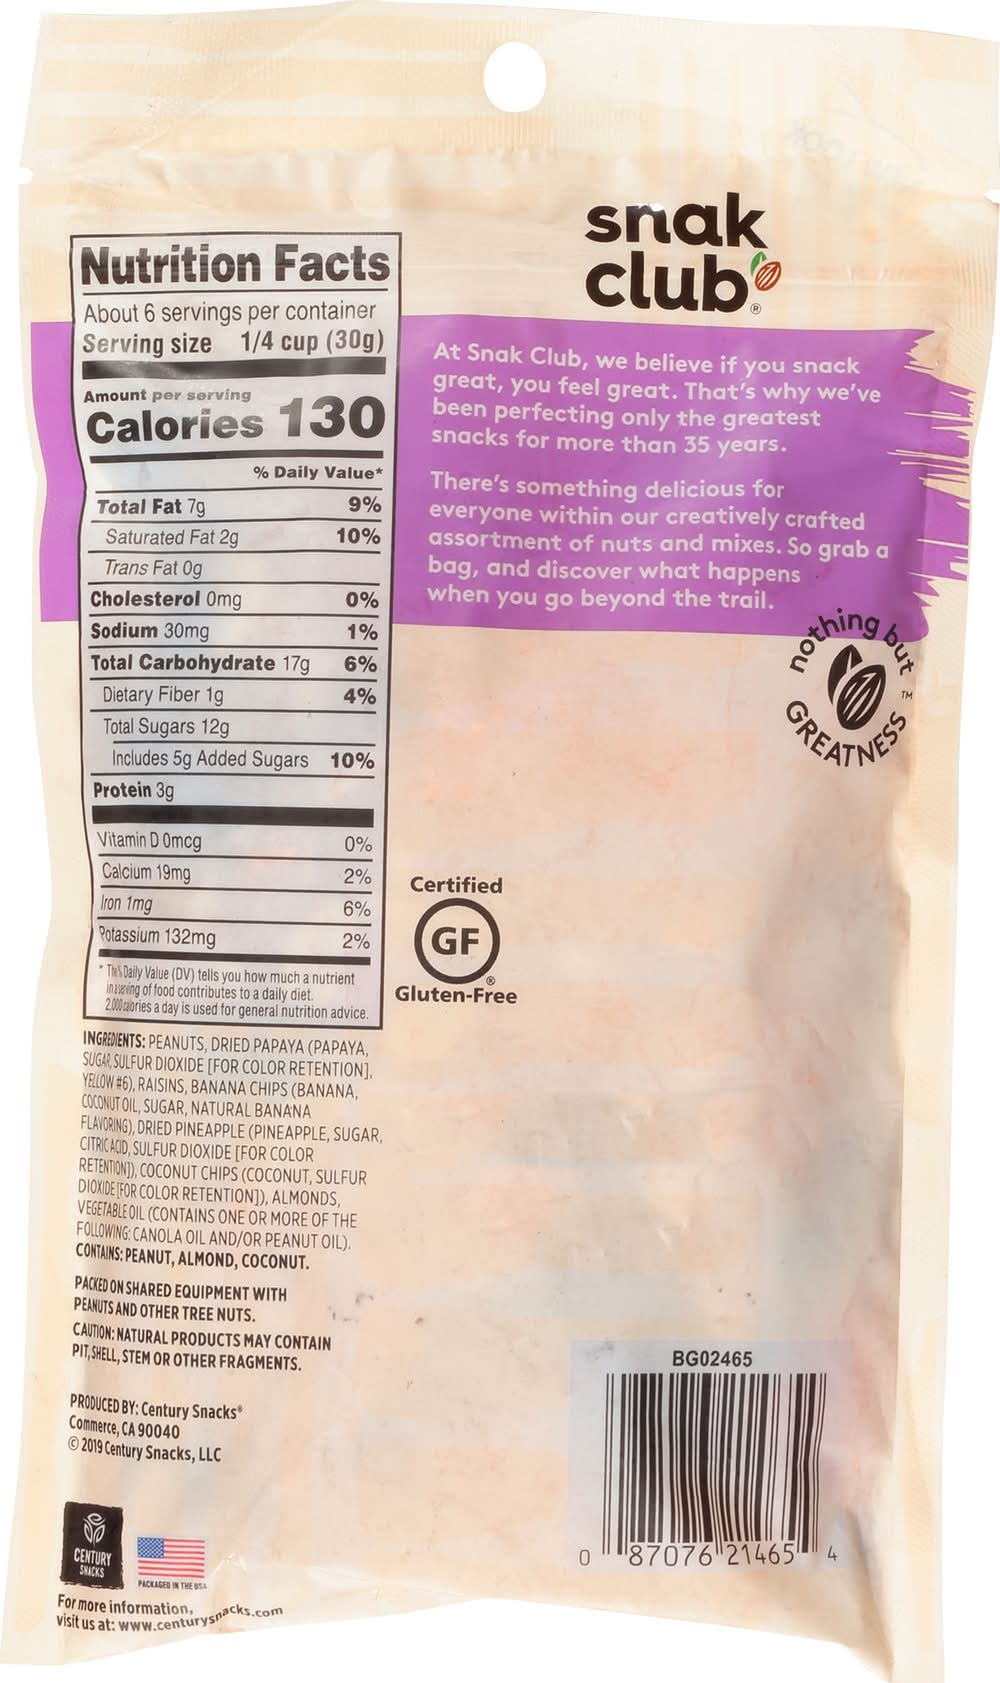 snak
club®
Nutrition Facts
About 6 servings per container
Serving size 1/4 cup (30g)
Amount per serving
Calories 130
% Daily Value*
Total Fat 7g 9%
Saturated Fat 2g 10%
Trans Fat 0g
Cholesterol 0mg 0%
Sodium 30mg 1%
Total Carbohydrate 17g 6%
Dietary Fiber 1g 4%
Total Sugars 12g
Includes 5g Added Sugars 10%
Protein 3g
Vitamin D 0mcg 0%
Calcium 19mg 2%
Iron 1mg 6%
Potassium 132mg 2%
* The % Daily Value (DV) tells you how much a nutrient
in a serving of food contributes to a daily diet.
2,000 calories a day is used for general nutrition advice.
At Snak Club, we believe if you snack
great, you feel great. That's why we've
been perfecting only the greatest
snacks for more than 35 years.
There's something delicious for
everyone within our creatively crafted
assortment of nuts and mixes. So grab a
bag, and discover what happens
when you go beyond the trail.
nothing but
GREATNESS™
Certified
GF®
Gluten-Free
INGREDIENTS: PEANUTS, DRIED PAPAYA (PAPAYA,
SUGAR, SULFUR DIOXIDE [FOR COLOR RETENTION],
YELLOW #6), RAISINS, BANANA CHIPS (BANANA,
COCONUT OIL, SUGAR, NATURAL BANANA
FLAVORING), DRIED PINEAPPLE (PINEAPPLE, SUGAR,
CITRIC ACID, SULFUR DIOXIDE [FOR COLOR
RETENTION]), COCONUT CHIPS (COCONUT, SULFUR
DIOXIDE [FOR COLOR RETENTION]), ALMONDS,
VEGETABLE OIL (CONTAINS ONE OR MORE OF THE
FOLLOWING: CANOLA OIL AND/OR PEANUT OIL).
CONTAINS: PEANUT, ALMOND, COCONUT.
PACKED ON SHARED EQUIPMENT WITH
PEANUTS AND OTHER TREE NUTS.
CAUTION: NATURAL PRODUCTS MAY CONTAIN
PIT, SHELL, STEM OR OTHER FRAGMENTS.
PRODUCED BY: Century Snacks®
Commerce, CA 90040
© 2019 Century Snacks, LLC
CENTURY
SNACKS
PACKAGED IN THE USA
For more information,
visit us at: www.centurysnacks.com
BG02465
0 87076 21465 4